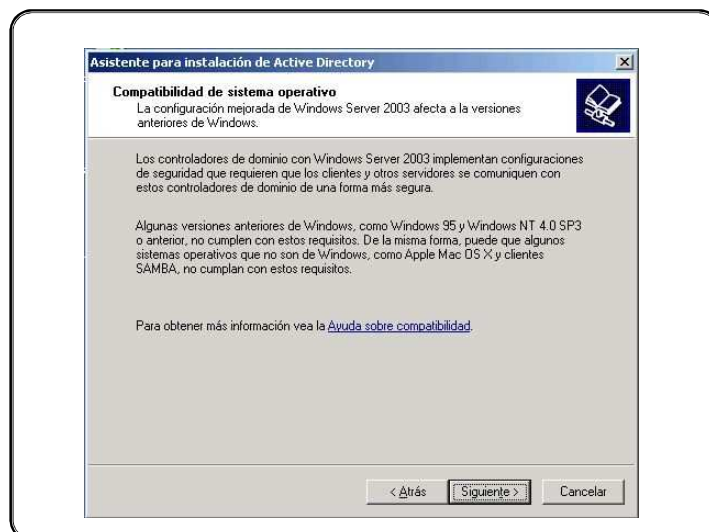 Asistente para instalación de Active Directory
Compatibilidad de sistema operativo
La configuración mejorada de Windows Server 2003 afecta a la versiones
anteriores de Windows.
Los controladores de dominio con Windows Server 2003 implementan configuraciones
de seguridad que requieren que los clientes y otros servidores se comuniquen con
estos controladores de dominio de una forma más segura.
Algunas versiones anteriores de Windows, como Windows 95 y Windows NT 4.0 SP3
o anterior, no cumplen con estos requisitos. De la misma forma, puede que algunos
sistemas operativos que no son de Windows, como Apple Mac OS X y clientes
SAMBA, no cumplan con estos requisitos.
Para obtener más información vea la Ayuda sobre compatibilidad.
< Atrás Siguiente > Cancelar